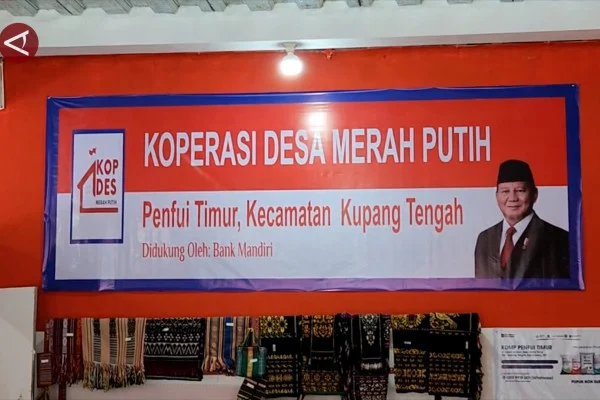 KOPERASI DESA MERAH PUTIH
KOP
DES
MERAH PUTIH
Penfui Timur, Kecamatan Kupang Tengah
Didukung Oleh: Bank Mandiri